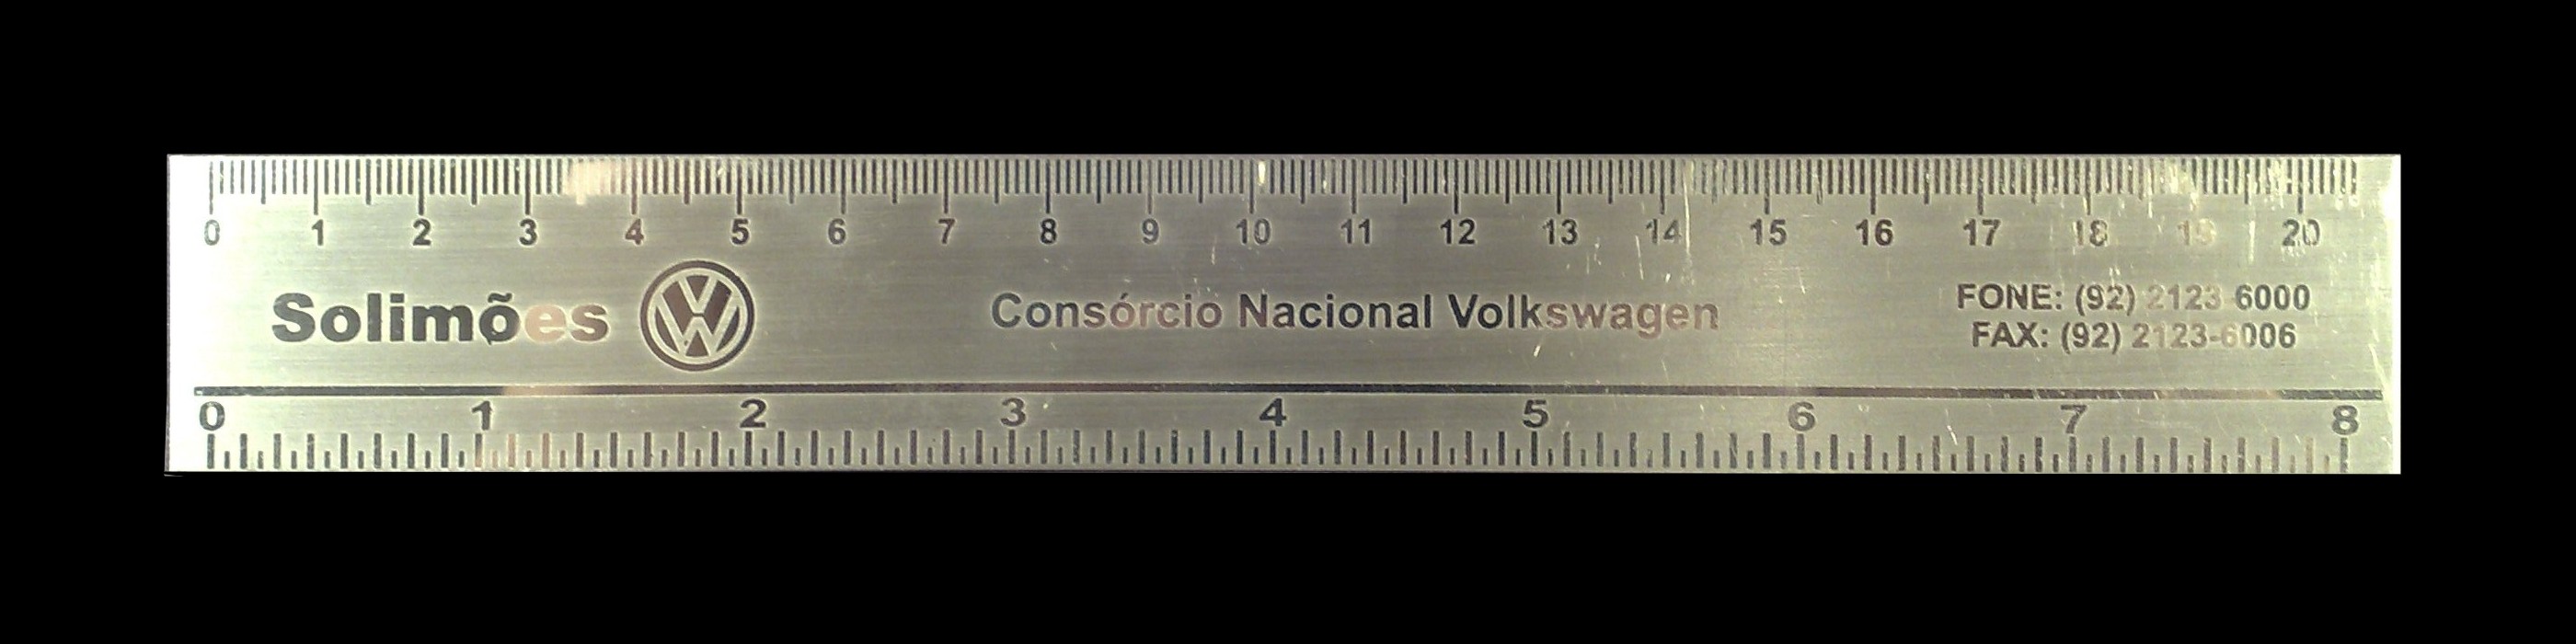 0 1 2 3 4 5 6 7 8 9 10 11 12 13 14 15 16 17 18 19 20
Solimões
Consórcio Nacional Volkswagen
FONE: (92) 2123 6000
FAX: (92) 2123-6006
0 1 2 3 4 5 6 7 8